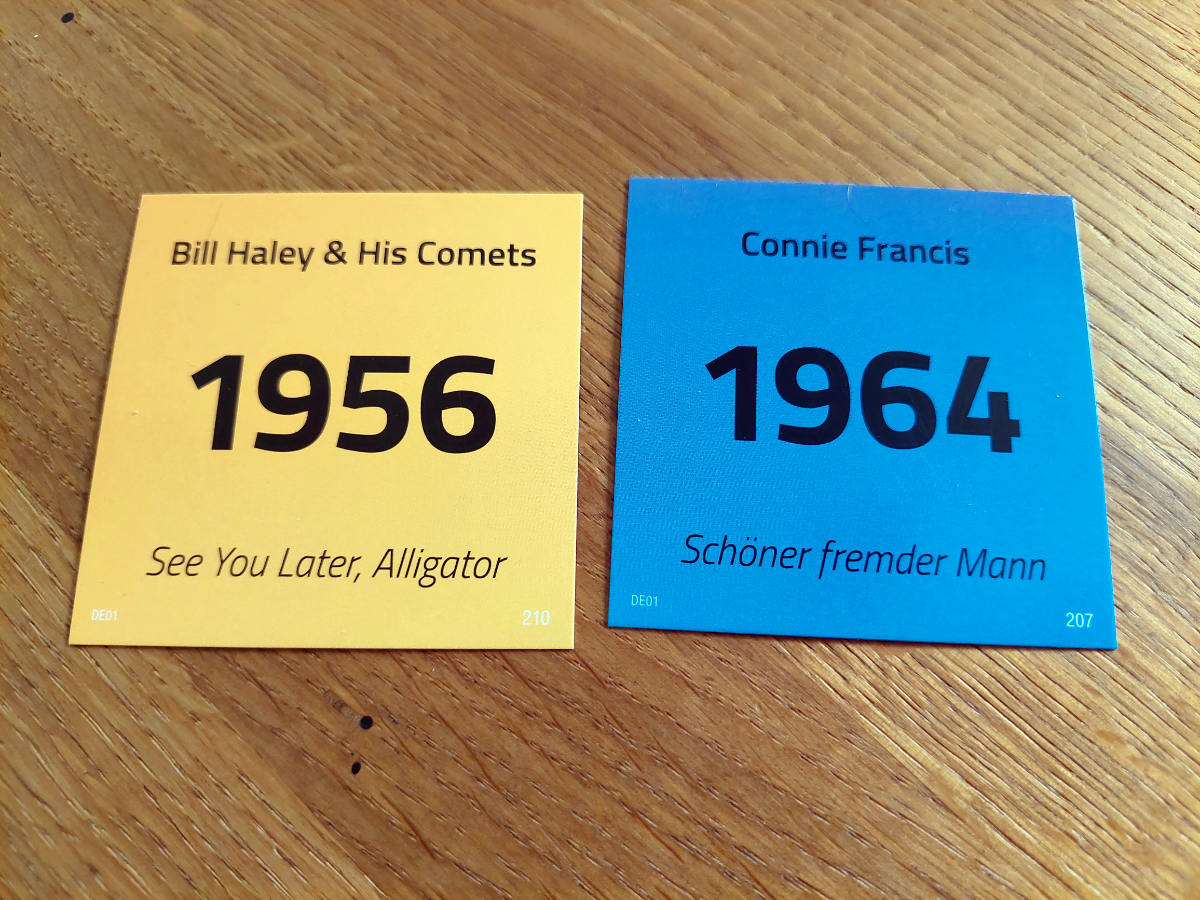 Bill Haley & His Comets
1956
See You Later, Alligator
DE01
210
Connie Francis
1964
Schöner fremder Mann
DE01
207